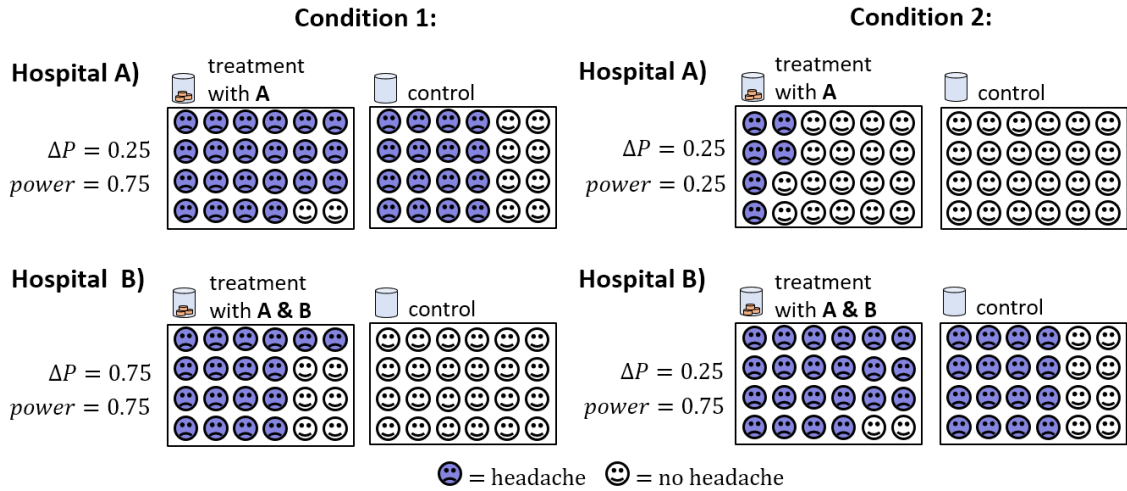 Condition 1:
Condition 2:
Hospital A)
treatment
with A
control
ΔP = 0.25
power = 0.75
Hospital A)
treatment
with A
control
ΔP = 0.25
power = 0.25
Hospital B)
treatment
with A & B
control
ΔP = 0.75
power = 0.75
Hospital B)
treatment
with A & B
control
ΔP = 0.25
power = 0.75
= headache = no headache